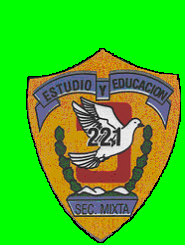 ESTUDIO Y EDUCACION
221
SEC. MIXTA